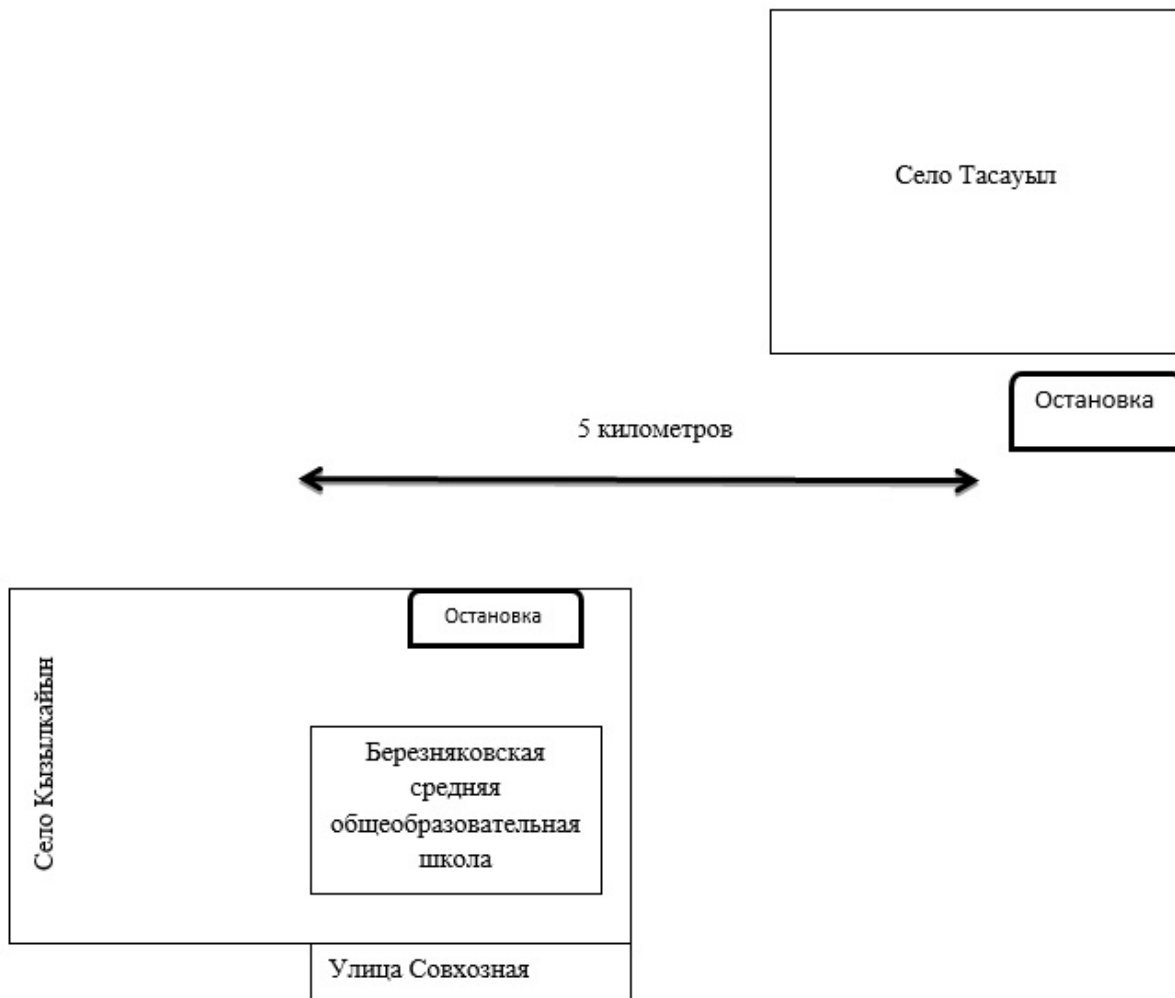 Село Тасауыл
Остановка
5 километров
Остановка
Село Кызылкайын
Березняковская
средняя
общеобразовательная
школа
Улица Совхозная